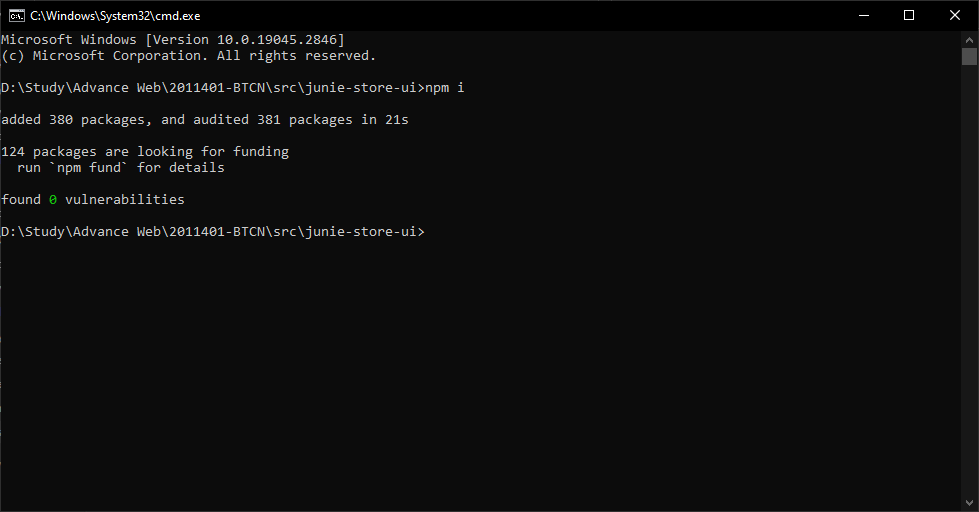 C:\Windows\System32\cmd.exe
Microsoft Windows [Version 10.0.19045.2846]
(c) Microsoft Corporation. All rights reserved.
D:\Study\Advance Web\2011401-BTCN\src\junie-store-ui>npm i
added 380 packages, and audited 381 packages in 21s
124 packages are looking for funding
run `npm fund` for details
found 0 vulnerabilities
D:\Study\Advance Web\2011401-BTCN\src\junie-store-ui>